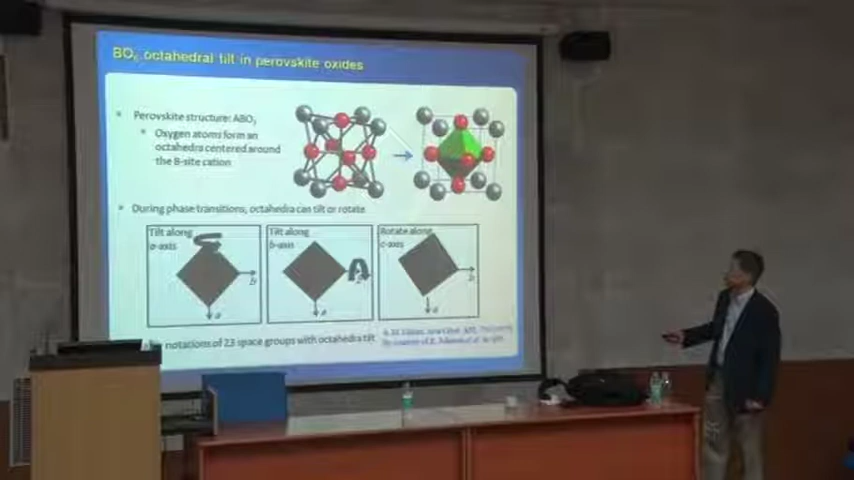 BO₆ octahedral tilt in perovskite oxides
Perovskite structure: ABO₃
Oxygen atoms form an
octahedra centered around
the B-site cation
During phase transitions, octahedra can tilt or rotate
Tilt along
a-axis
b
a
Tilt along
b-axis
a
Rotate along
c-axis
b
a
notations of 23 space groups with octahedra tilt